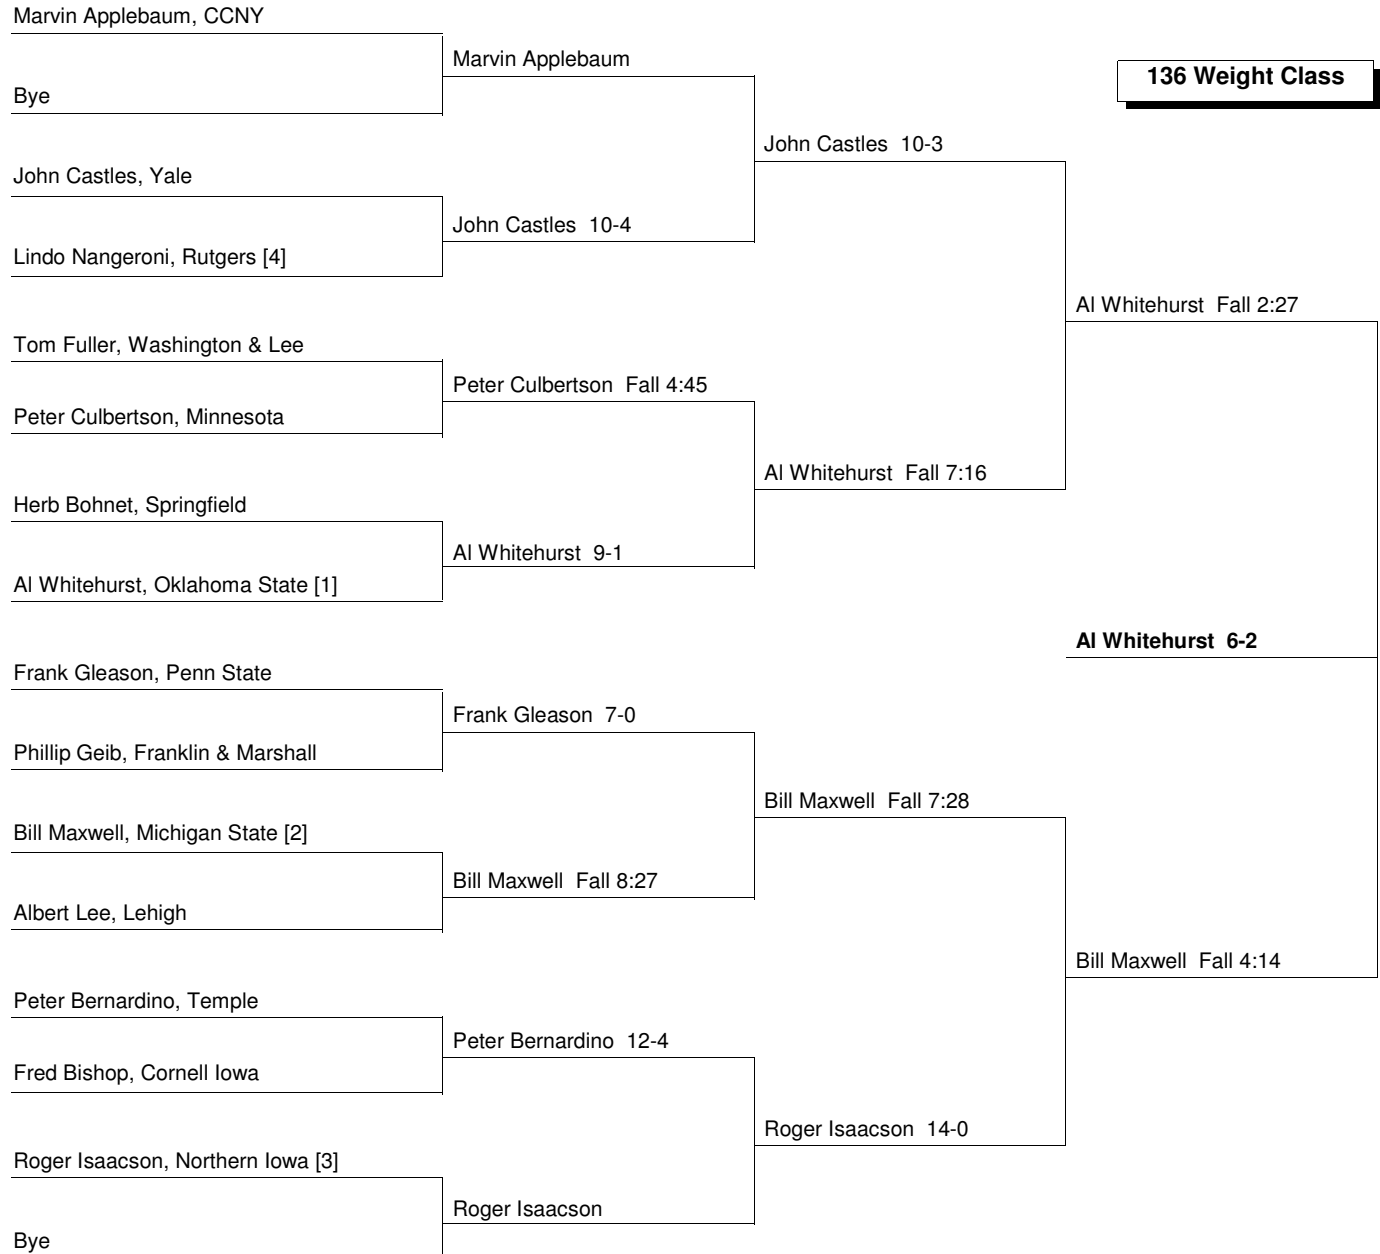 Marvin Applebaum, CCNY
Marvin Applebaum
136 Weight Class
Bye
John Castles 10-3
John Castles, Yale
John Castles 10-4
Lindo Nangeroni, Rutgers [4]
Al Whitehurst Fall 2:27
Tom Fuller, Washington & Lee
Peter Culbertson Fall 4:45
Peter Culbertson, Minnesota
Al Whitehurst Fall 7:16
Herb Bohnet, Springfield
Al Whitehurst 9-1
Al Whitehurst, Oklahoma State [1]
Al Whitehurst 6-2
Frank Gleason, Penn State
Frank Gleason 7-0
Phillip Geib, Franklin & Marshall
Bill Maxwell Fall 7:28
Bill Maxwell, Michigan State [2]
Bill Maxwell Fall 8:27
Albert Lee, Lehigh
Bill Maxwell Fall 4:14
Peter Bernardino, Temple
Peter Bernardino 12-4
Fred Bishop, Cornell Iowa
Roger Isaacson 14-0
Roger Isaacson, Northern Iowa [3]
Roger Isaacson
Bye